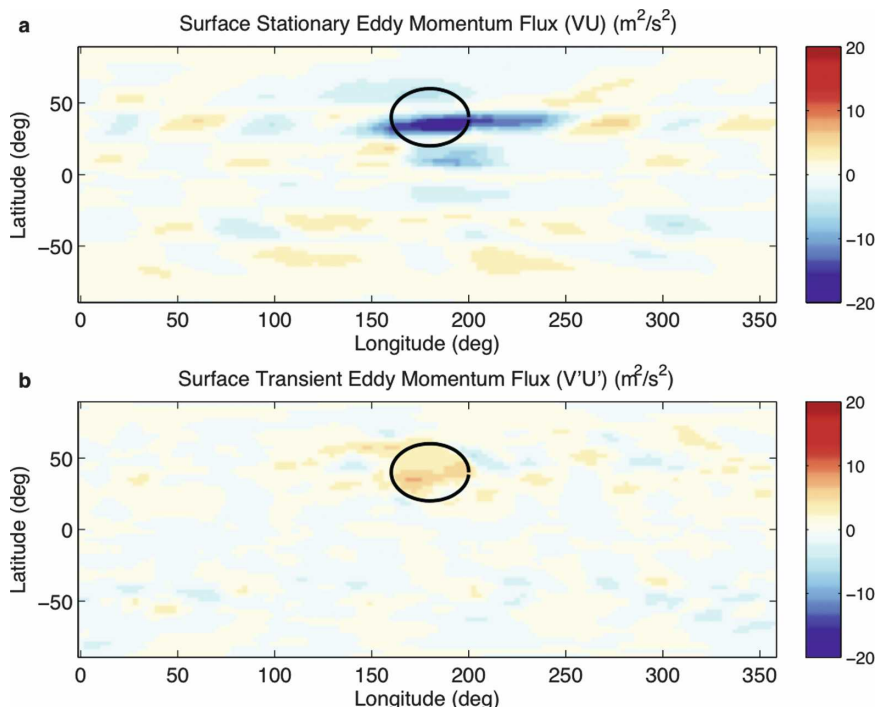 a Surface Stationary Eddy Momentum Flux (VU) (m²/s²)
20
50
10
Latitude (deg)
0
0
−10
−50
−20
0 50 100 150 200 250 300 350
Longitude (deg)
b Surface Transient Eddy Momentum Flux (V'U') (m²/s²)
20
50
10
Latitude (deg)
0
0
−10
−50
−20
0 50 100 150 200 250 300 350
Longitude (deg)